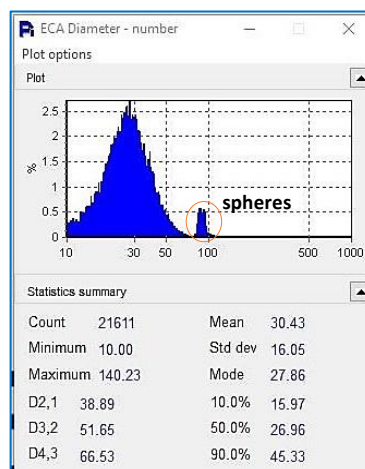 Pi ECA Diameter - number
Plot options
Plot
2.5
2
1.5
1
0.5
0
%
spheres
10 30 50 100 500 1000
Statistics summary
Count 21611 Mean 30.43
Minimum 10.00 Std dev 16.05
Maximum 140.23 Mode 27.86
D2,1 38.89 10.0% 15.97
D3,2 51.65 50.0% 26.96
D4,3 66.53 90.0% 45.33